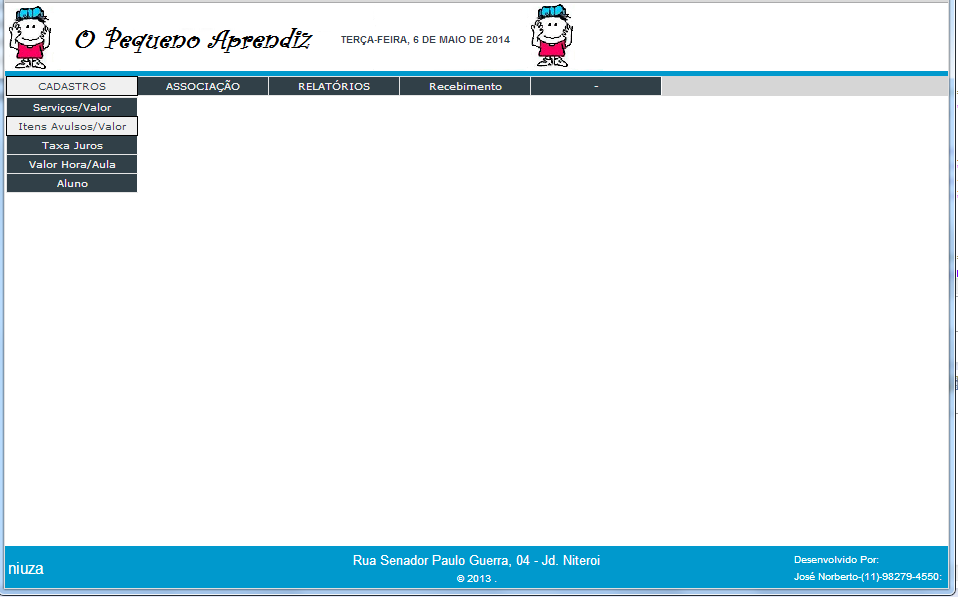 O Pequeno Aprendiz
TERÇA-FEIRA, 6 DE MAIO DE 2014
CADASTROS ASSOCIAÇÃO RELATÓRIOS Recebimento -
Serviços/Valor
Itens Avulsos/Valor
Taxa Juros
Valor Hora/Aula
Aluno
niuza
Rua Senador Paulo Guerra, 04 - Jd. Niteroi
© 2013 .
Desenvolvido Por:
José Norberto-(11)-98279-4550: